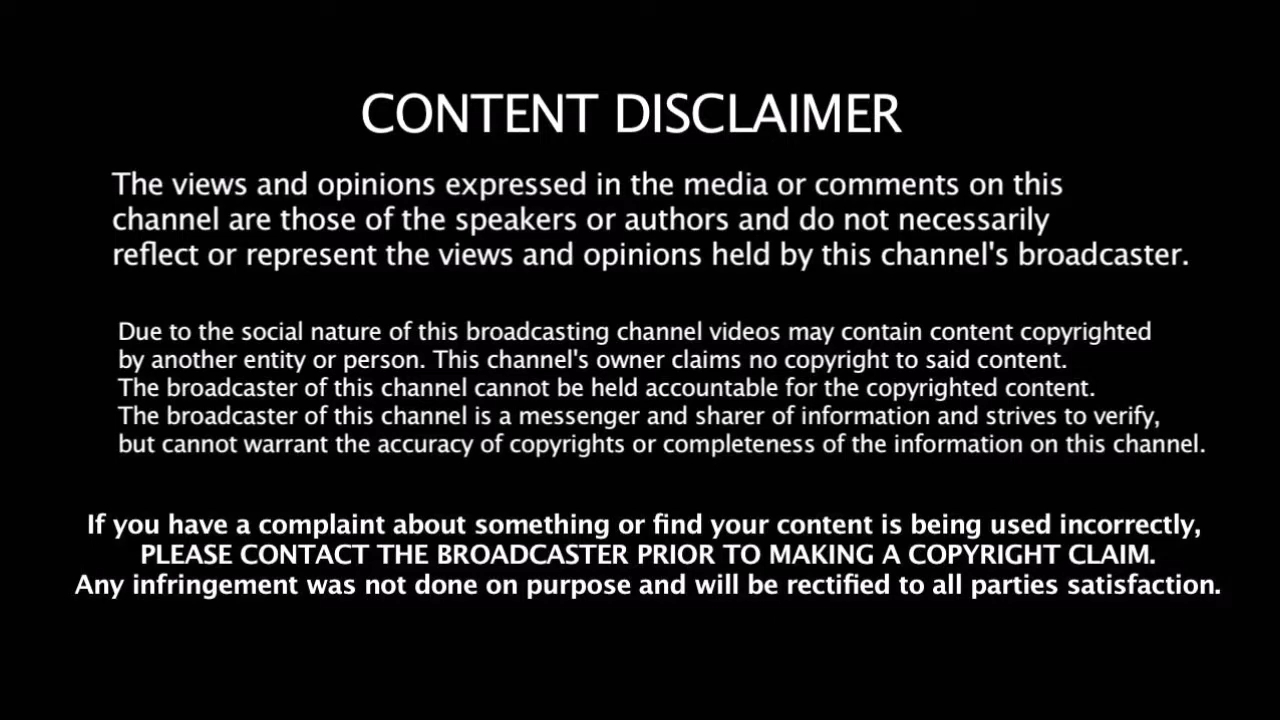 CONTENT DISCLAIMER
The views and opinions expressed in the media or comments on this
channel are those of the speakers or authors and do not necessarily
reflect or represent the views and opinions held by this channel's broadcaster.
Due to the social nature of this broadcasting channel videos may contain content copyrighted
by another entity or person. This channel's owner claims no copyright to said content.
The broadcaster of this channel cannot be held accountable for the copyrighted content.
The broadcaster of this channel is a messenger and sharer of information and strives to verify,
but cannot warrant the accuracy of copyrights or completeness of the information on this channel.
If you have a complaint about something or find your content is being used incorrectly,
PLEASE CONTACT THE BROADCASTER PRIOR TO MAKING A COPYRIGHT CLAIM.
Any infringement was not done on purpose and will be rectified to all parties satisfaction.